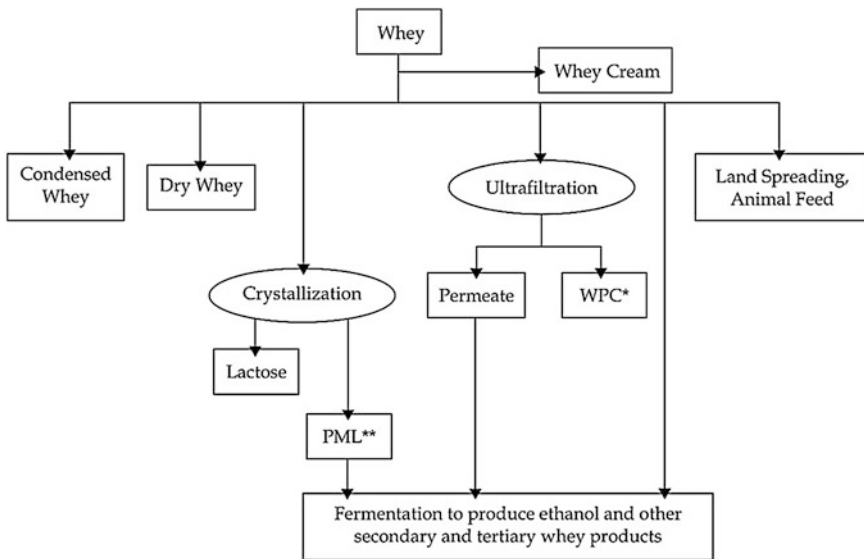 Whey
Whey Cream
Condensed
Whey
Dry Whey
Ultrafiltration
Land Spreading,
Animal Feed
Crystallization
Permeate
WPC*
Lactose
PML**
Fermentation to produce ethanol and other
secondary and tertiary whey products